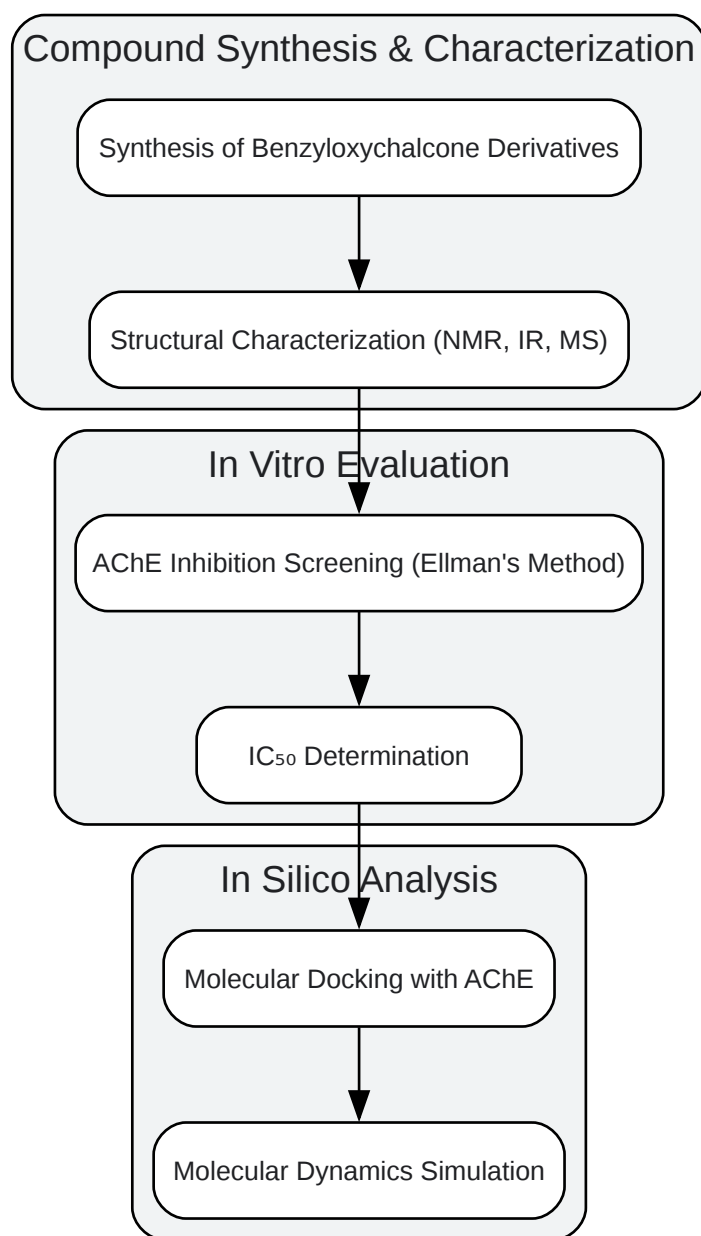 Compound Synthesis & Characterization
Synthesis of Benzyloxychalcone Derivatives
Structural Characterization (NMR, IR, MS)
In Vitro Evaluation
AChE Inhibition Screening (Ellman's Method)
IC₅₀ Determination
In Silico Analysis
Molecular Docking with AChE
Molecular Dynamics Simulation